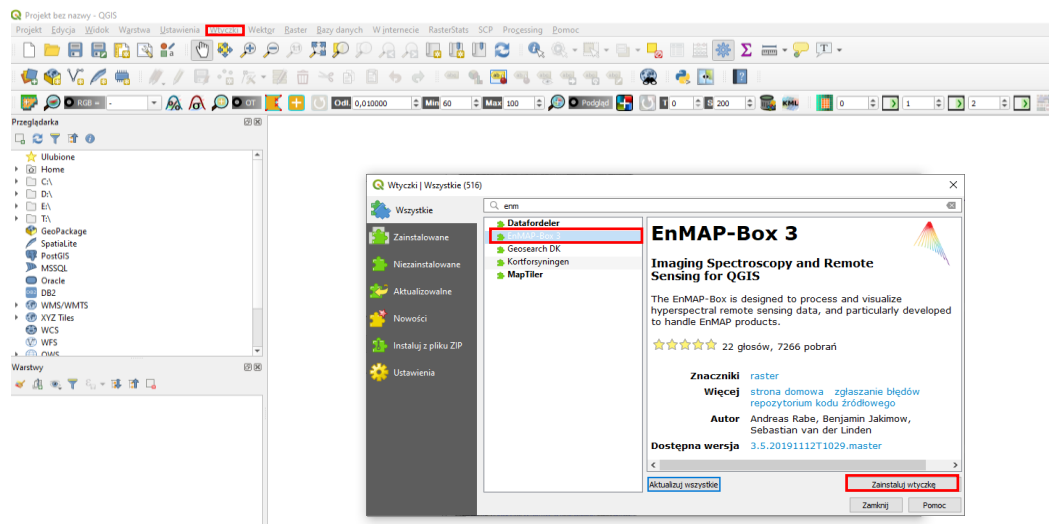 Projekt bez nazwy - QGIS
Projekt Edycja Widok Warstwa Ustawienia Wtyczki Wektor Raster Bazy danych W internecie RasterStats SCP Progessing Pomoc
RGB = - OT Odl. 0,010000 Min 60 Max 100 Podgląd T 0 S 200 KML 0 1 2
Przeglądarka
Ulubione
Home
C:\
D:\
E:\
T:\
GeoPackage
SpatiaLite
PostGIS
MSSQL
Oracle
DB2
WMS/WMTS
XYZ Tiles
WCS
WFS
OWS
Warstwy
Wtyczki | Wszystkie (516)
Wszystkie
Zainstalowane
Niezainstalowane
Aktualizowalne
Nowości
Instaluj z pliku ZIP
Ustawienia
enm
Datafordeler
EnMAP-Box 3
Geosearch DK
Kortforsyningen
MapTiler
EnMAP-Box 3
Imaging Spectroscopy and Remote
Sensing for QGIS
The EnMAP-Box is designed to process and visualize
hyperspectral remote sensing data, and particularly developed
to handle EnMAP products.
22 głosów, 7266 pobrań
Znaczniki raster
Więcej strona domowa zgłaszanie błędów
repozytorium kodu źródłowego
Autor Andreas Rabe, Benjamin Jakimow,
Sebastian van der Linden
Dostępna wersja 3.5.20191112T1029.master
Aktualizuj wszystkie
Zainstaluj wtyczkę
Zamknij
Pomoc